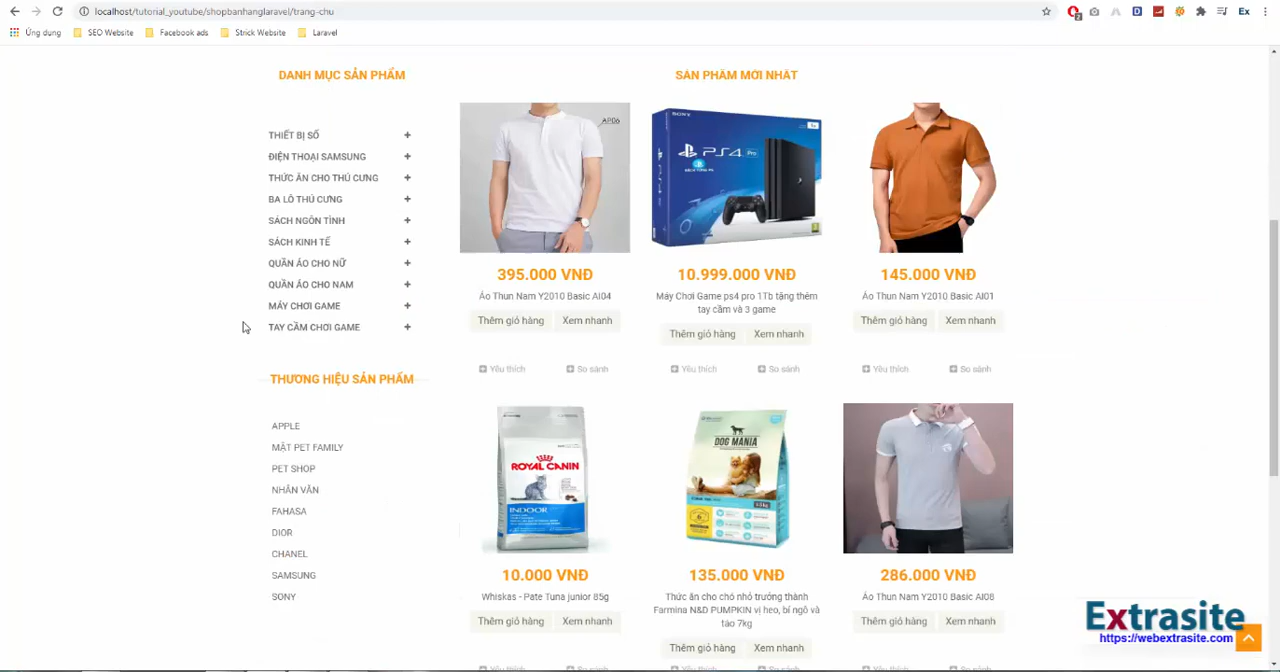 localhost/tutorial_youtube/shopbanhanglaravel/trang-chu
Ứng dụng SEO Website Facebook ads Strick Website Laravel
Ex
DANH MỤC SẢN PHẨM
THIẾT BỊ SỐ
ĐIỆN THOẠI SAMSUNG
THỨC ĂN CHO THÚ CƯNG
BA LÔ THÚ CƯNG
SÁCH NGÔN TÌNH
SÁCH KINH TẾ
QUẦN ÁO CHO NỮ
QUẦN ÁO CHO NAM
MÁY CHƠI GAME
TAY CẦM CHƠI GAME
THƯƠNG HIỆU SẢN PHẨM
APPLE
MẬT PET FAMILY
PET SHOP
NHÂN VĂN
FAHASA
DIOR
CHANEL
SAMSUNG
SONY
SẢN PHẨM MỚI NHẤT
AP06
SONY
PS4 Pro
395.000 VNĐ 10.999.000 VNĐ 145.000 VNĐ
Áo Thun Nam Y2010 Basic AI04
Máy Chơi Game ps4 pro 1Tb tặng thêm
tay cầm và 3 game
Áo Thun Nam Y2010 Basic AI01
Thêm giỏ hàng Xem nhanh
Thêm giỏ hàng Xem nhanh
Thêm giỏ hàng Xem nhanh
Yêu thích So sánh
Yêu thích So sánh
Yêu thích So sánh
ROYAL CANIN
INDOOR
DOG MANIA
10.000 VNĐ 135.000 VNĐ 286.000 VNĐ
Whiskas - Pate Tuna junior 85g
Thức ăn cho chó nhỏ trưởng thành
Farmina N&D PUMPKIN vị heo, bí ngô và
táo 7kg
Áo Thun Nam Y2010 Basic AI08
Thêm giỏ hàng Xem nhanh
Thêm giỏ hàng Xem nhanh
Thêm giỏ hàng Xem nhanh
Extrasite
https://webextrasite.com